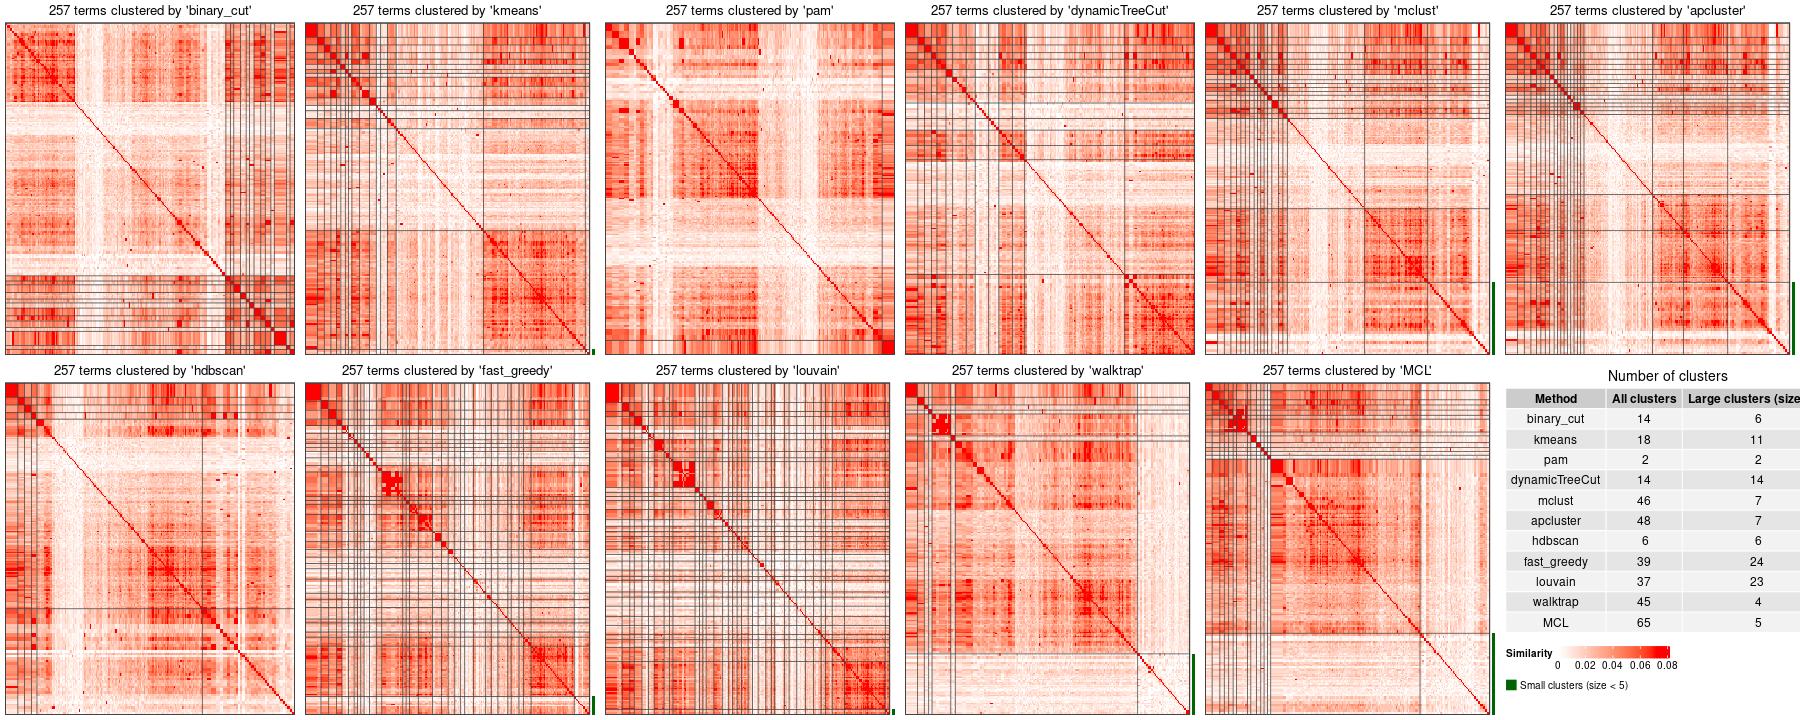 257 terms clustered by 'binary_cut'
257 terms clustered by 'kmeans'
257 terms clustered by 'pam'
257 terms clustered by 'dynamicTreeCut'
257 terms clustered by 'mclust'
257 terms clustered by 'apcluster'
257 terms clustered by 'hdbscan'
257 terms clustered by 'fast_greedy'
257 terms clustered by 'louvain'
257 terms clustered by 'walktrap'
257 terms clustered by 'MCL'
Number of clusters
Method All clusters Large clusters (size
binary_cut 14 6
kmeans 18 11
pam 2 2
dynamicTreeCut 14 14
mclust 46 7
apcluster 48 7
hdbscan 6 6
fast_greedy 39 24
louvain 37 23
walktrap 45 4
MCL 65 5
Similarity
0 0.02 0.04 0.06 0.08
Small clusters (size < 5)